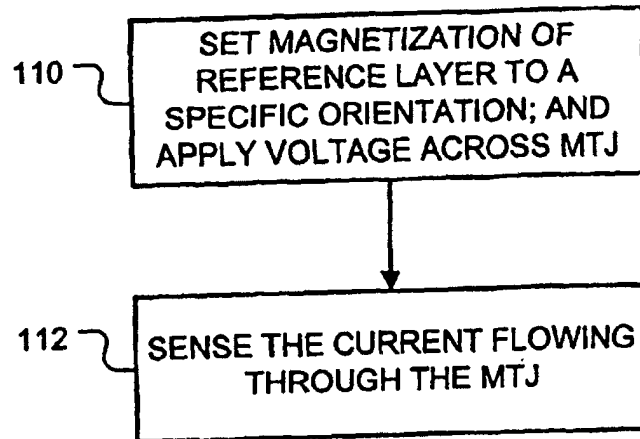 110
SET MAGNETIZATION OF
REFERENCE LAYER TO A
SPECIFIC ORIENTATION; AND
APPLY VOLTAGE ACROSS MTJ
112
SENSE THE CURRENT FLOWING
THROUGH THE MTJ